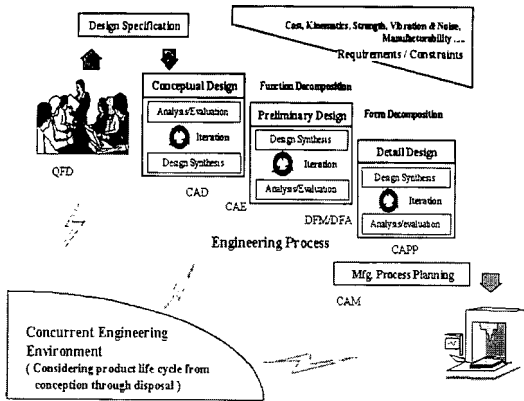 Design Specification
Cost, Kinematics, Strength, Vibration & Noise,
Manufacturability ....
Requirements / Constraints
Conceptual Design
Analysis/Evaluation
Iteration
Design Synthesis
Function Decomposition
Preliminary Design
Design Synthesis
Iteration
Analysis/Evaluation
Form Decomposition
Detail Design
Design Synthesis
Iteration
Analysis/evaluation
QFD
CAD
CAE
DFM/DFA
CAPP
Engineering Process
Mfg. Process Planning
CAM
Concurrent Engineering
Environment
( Considering product life cycle from
conception through disposal )